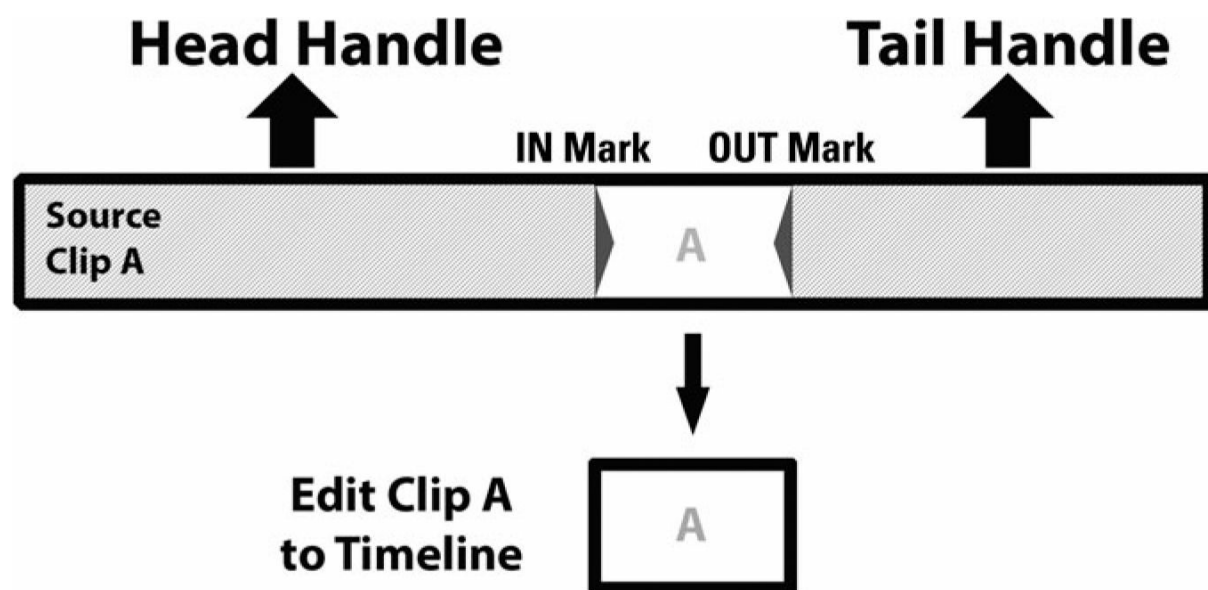 Head Handle
Tail Handle
IN Mark
OUT Mark
Source
Clip A
A
Edit Clip A
to Timeline
A